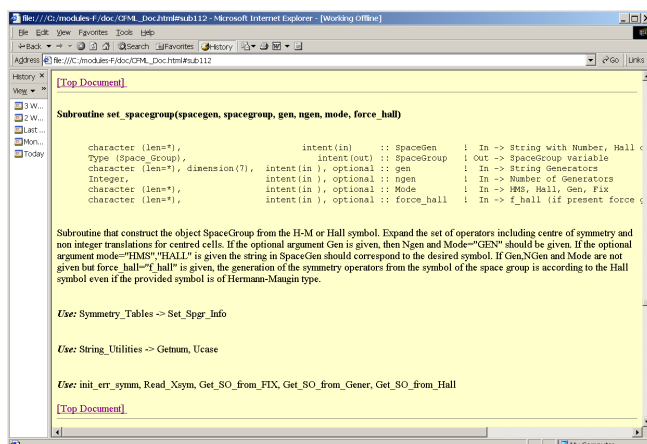 file:///C:/modules-F/doc/CFML_Doc.html#sub112 - Microsoft Internet Explorer - [Working Offline]
File Edit View Favorites Tools Help
Back Search Favorites History
Address file:///C:/modules-F/doc/CFML_Doc.html#sub112 Go Links
History
View
3 W...
2 W...
Last ...
Mon...
Today
[Top Document]
Subroutine set_spacegroup(spacegen, spacegroup, gen, ngen, mode, force_hall)
character (len=*), intent(in) :: SpaceGen ! In -> String with Number, Hall
Type (Space_Group), intent(out) :: SpaceGroup ! Out -> SpaceGroup variable
character (len=*), dimension(7), intent(in ), optional :: gen ! In -> String Generators
Integer, intent(in ), optional :: ngen ! In -> Number of Generators
character (len=*), intent(in ), optional :: Mode ! In -> HMS, Hall, Gen, Fix
character (len=*), intent(in ), optional :: force_hall ! In -> f_hall (if present force
Subroutine that construct the object SpaceGroup from the H-M or Hall symbol. Expand the set of operators including centre of symmetry and
non integer translations for centred cells. If the optional argument Gen is given, then Ngen and Mode="GEN" should be given. If the optional
argument mode="HMS","HALL" is given the string in SpaceGen should correspond to the desired symbol. If Gen,NGen and Mode are not
given but force_hall="f_hall" is given, the generation of the symmetry operators from the symbol of the space group is according to the Hall
symbol even if the provided symbol is of Hermann-Maugin type.
Use: Symmetry_Tables -> Set_Spgr_Info
Use: String_Utilities -> Getnum, Ucase
Use: init_err_symm, Read_Xsym, Get_SO_from_FIX, Get_SO_from_Gener, Get_SO_from_Hall
[Top Document]